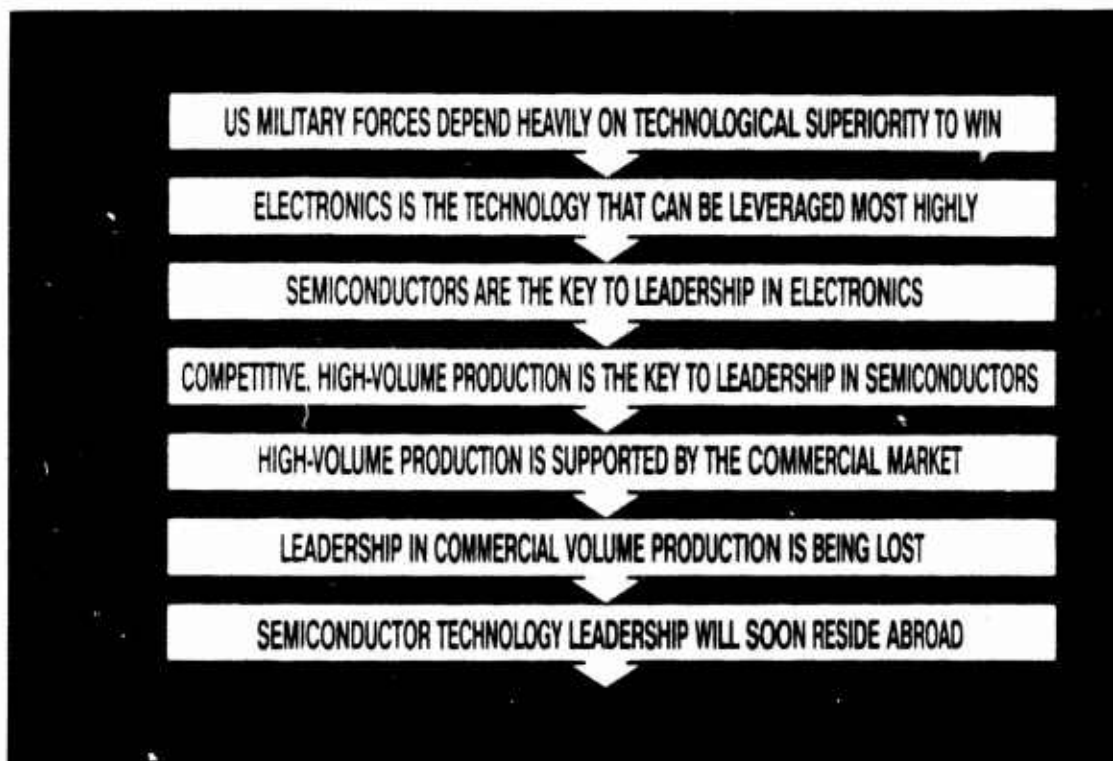 US MILITARY FORCES DEPEND HEAVILY ON TECHNOLOGICAL SUPERIORITY TO WIN
ELECTRONICS IS THE TECHNOLOGY THAT CAN BE LEVERAGED MOST HIGHLY
SEMICONDUCTORS ARE THE KEY TO LEADERSHIP IN ELECTRONICS
COMPETITIVE, HIGH-VOLUME PRODUCTION IS THE KEY TO LEADERSHIP IN SEMICONDUCTORS
HIGH-VOLUME PRODUCTION IS SUPPORTED BY THE COMMERCIAL MARKET
LEADERSHIP IN COMMERCIAL VOLUME PRODUCTION IS BEING LOST
SEMICONDUCTOR TECHNOLOGY LEADERSHIP WILL SOON RESIDE ABROAD